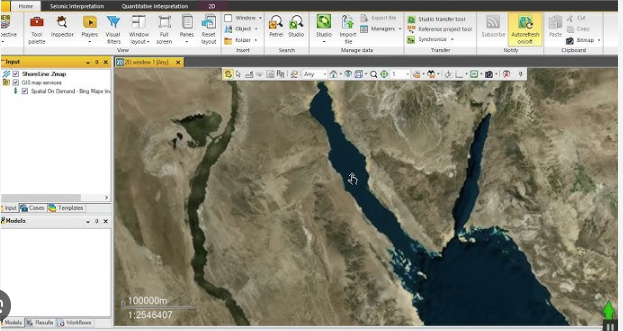 Home Seismic Interpretation Quantitative Interpretation 2D
Tool palette
Inspector
Players
Visual filters
Window layout
Full screen
Panes
Reset layout
View
Window
Object
Folder
Insert
Petrel
Studio
Search
Studio
Import file
Export file
Managers
Manage data
Studio transfer tool
Reference project tool
Synchronize
Transfer
Subscribe
Autorefresh on/off
Notify
Paste
Cut
Copy
Bitmap
Clipboard
Input
ShoreLine Zmap
GIS map services
Spatial On Demand - Bing Maps
Input Cases Templates
Models
Models Results Workflows
2D window 1 [Any]
Any
1
100000m
1:2546407